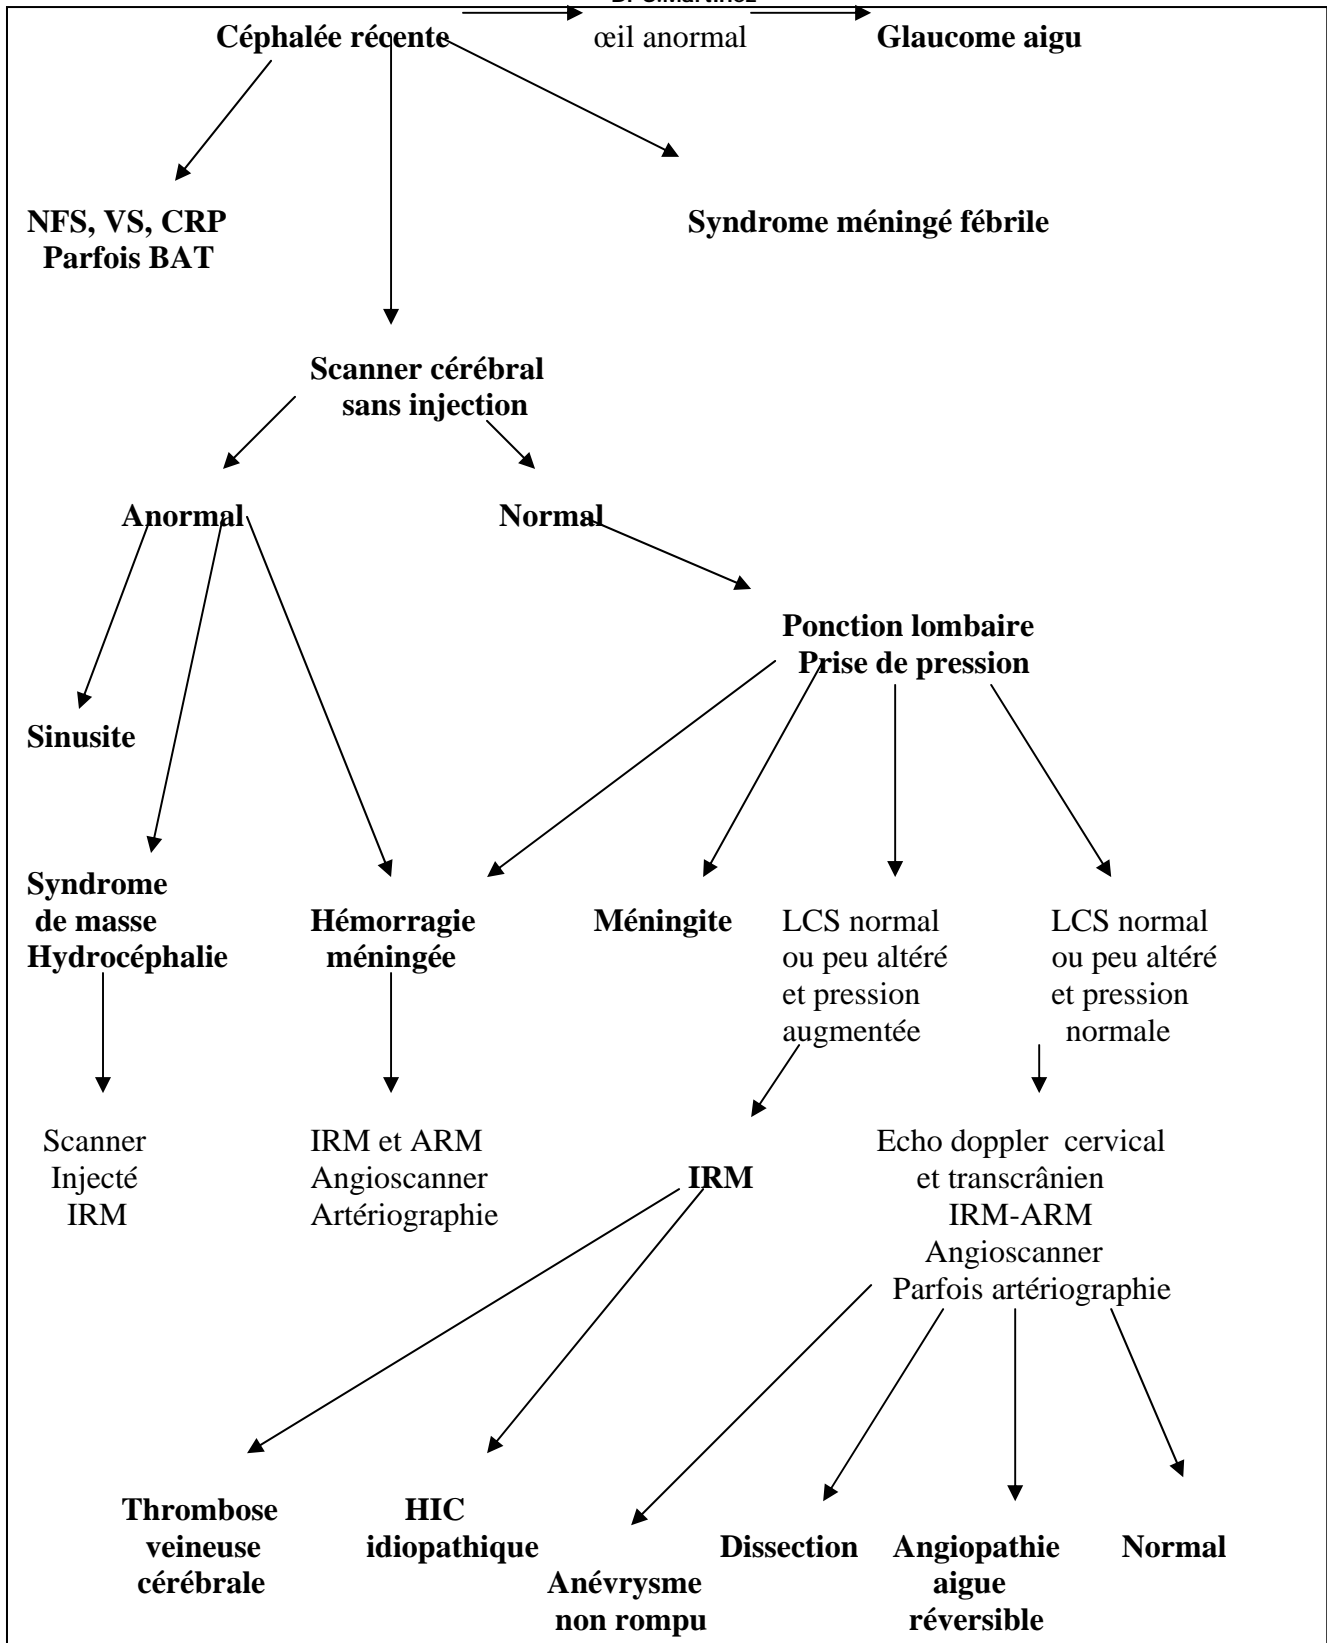 Céphalée récente œil anormal Glaucome aigu
NFS, VS, CRP
Parfois BAT
Syndrome méningé fébrile
Scanner cérébral
sans injection
Anormal
Normal
Ponction lombaire
Prise de pression
Sinusite
Syndrome
de masse
Hydrocéphalie
Hémorragie
méningée
Méningite
LCS normal
ou peu altéré
et pression
augmentée
LCS normal
ou peu altéré
et pression
normale
Scanner
Injecté
IRM
IRM et ARM
Angioscanner
Artériographie
IRM
Echo doppler cervical
et transcrânien
IRM-ARM
Angioscanner
Parfois artériographie
Thrombose
veineuse
cérébrale
HIC
idiopathique
Anévrysme
non rompu
Dissection
Angiopathie
aigue
réversible
Normal